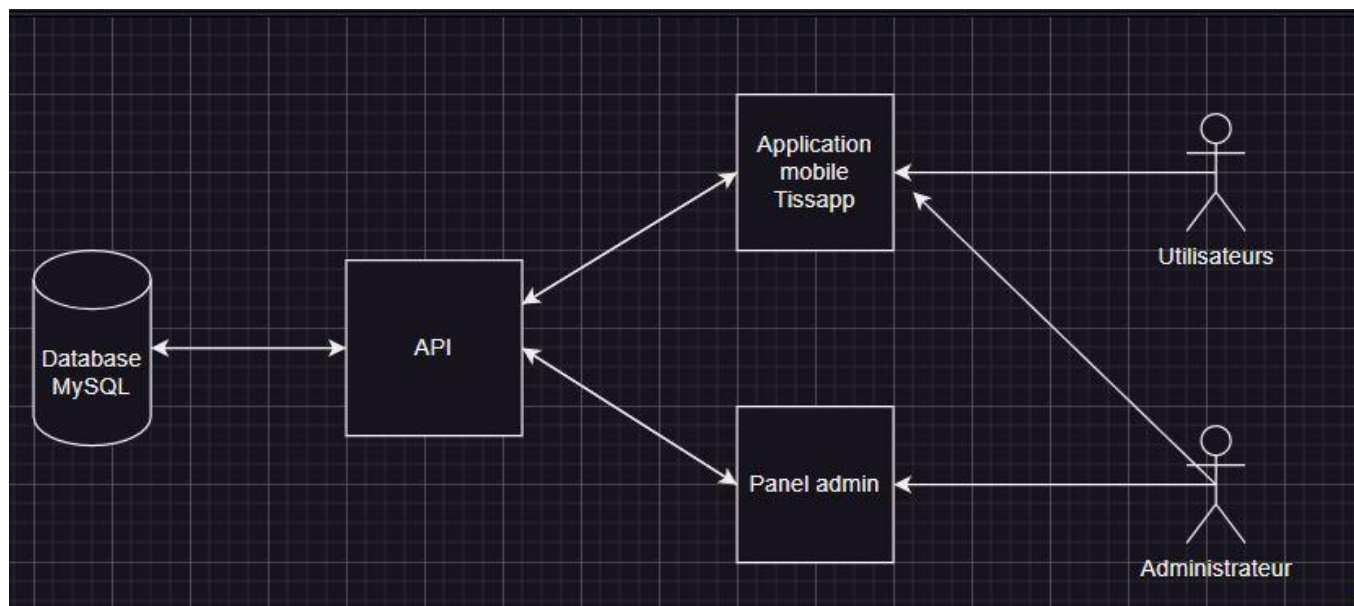 Application
mobile
Tissapp
Utilisateurs
Database
MySQL
API
Panel admin
Administrateur